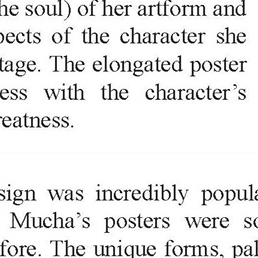 he soul) of her artform and
pects of the character she
tage. The elongated poster
ess with the character's
reatness.
sign was incredibly popul
Mucha's posters were s
fore. The unique forms, pal